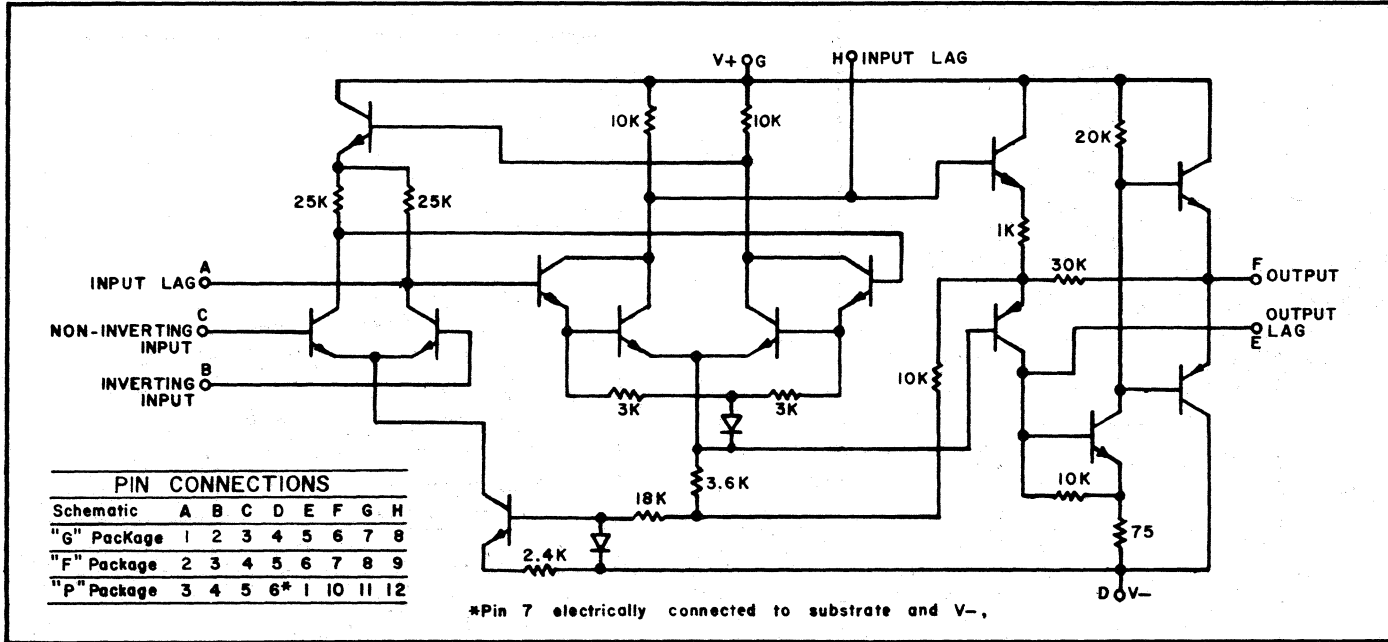 V+ G
H INPUT LAG
10K
10K
20K
25K
25K
1K
30K
F
OUTPUT
A
INPUT LAG
C
NON-INVERTING
INPUT
OUTPUT
LAG
E
B
INVERTING
INPUT
10K
3K
3K
10K
3.6K
18K
75
2.4K
D V–
PIN CONNECTIONS
Schematic A B C D E F G H
"G" PacKage 1 2 3 4 5 6 7 8
"F" Package 2 3 4 5 6 7 8 9
"P" Package 3 4 5 6* 1 10 11 12
*Pin 7 electrically connected to substrate and V–,